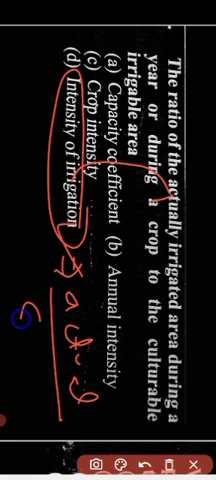 The ratio of the actually irrigated area during a
year or during a crop to the culturable
irrigable area
(a) Capacity coefficient (b) Annual intensity
(c) Crop intensity
(d) Intensity of irrigation